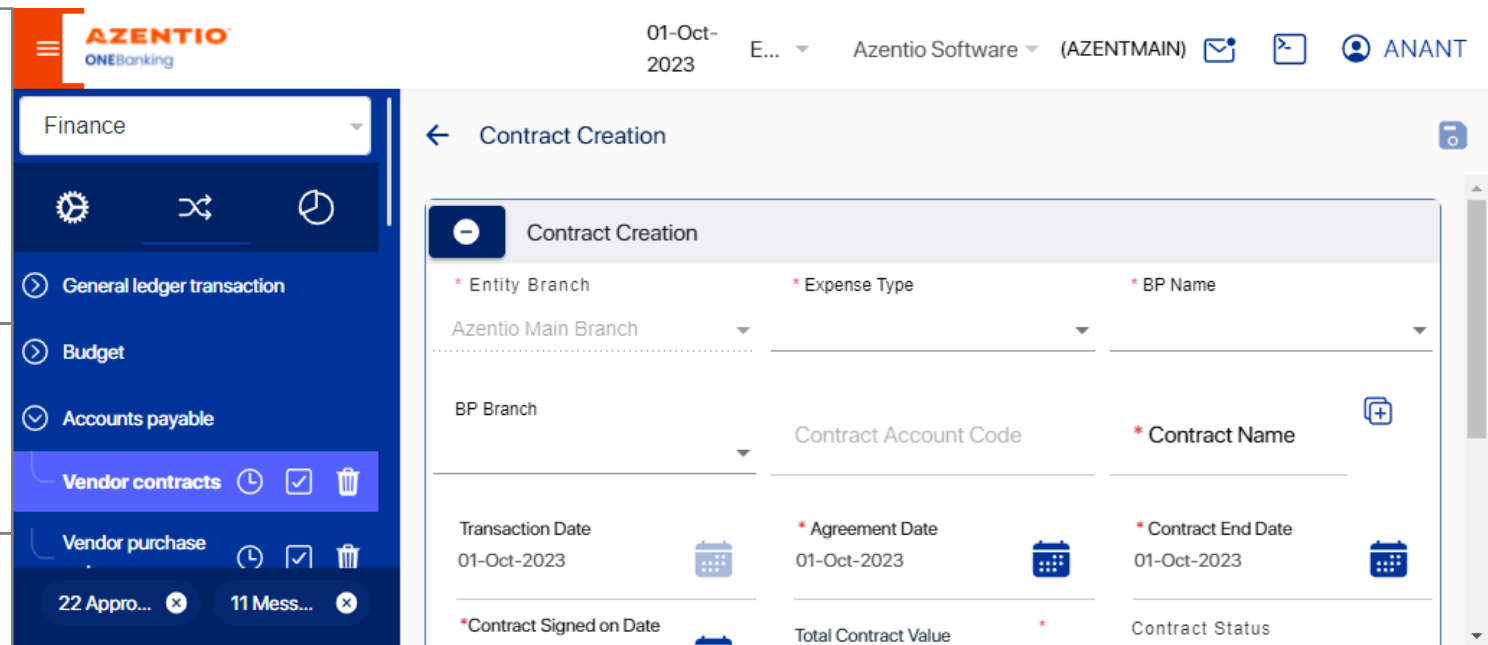 AZENTIO
ONEBanking
01-Oct-
2023
E...
Azentio Software
(AZENTMAIN)
ANANT
Finance
General ledger transaction
Budget
Accounts payable
Vendor contracts
Vendor purchase
22 Appro...
11 Mess...
Contract Creation
Contract Creation
* Entity Branch
* Expense Type
* BP Name
Azentio Main Branch
BP Branch
Contract Account Code
* Contract Name
Transaction Date
* Agreement Date
* Contract End Date
01-Oct-2023
01-Oct-2023
01-Oct-2023
*Contract Signed on Date
Total Contract Value *
Contract Status